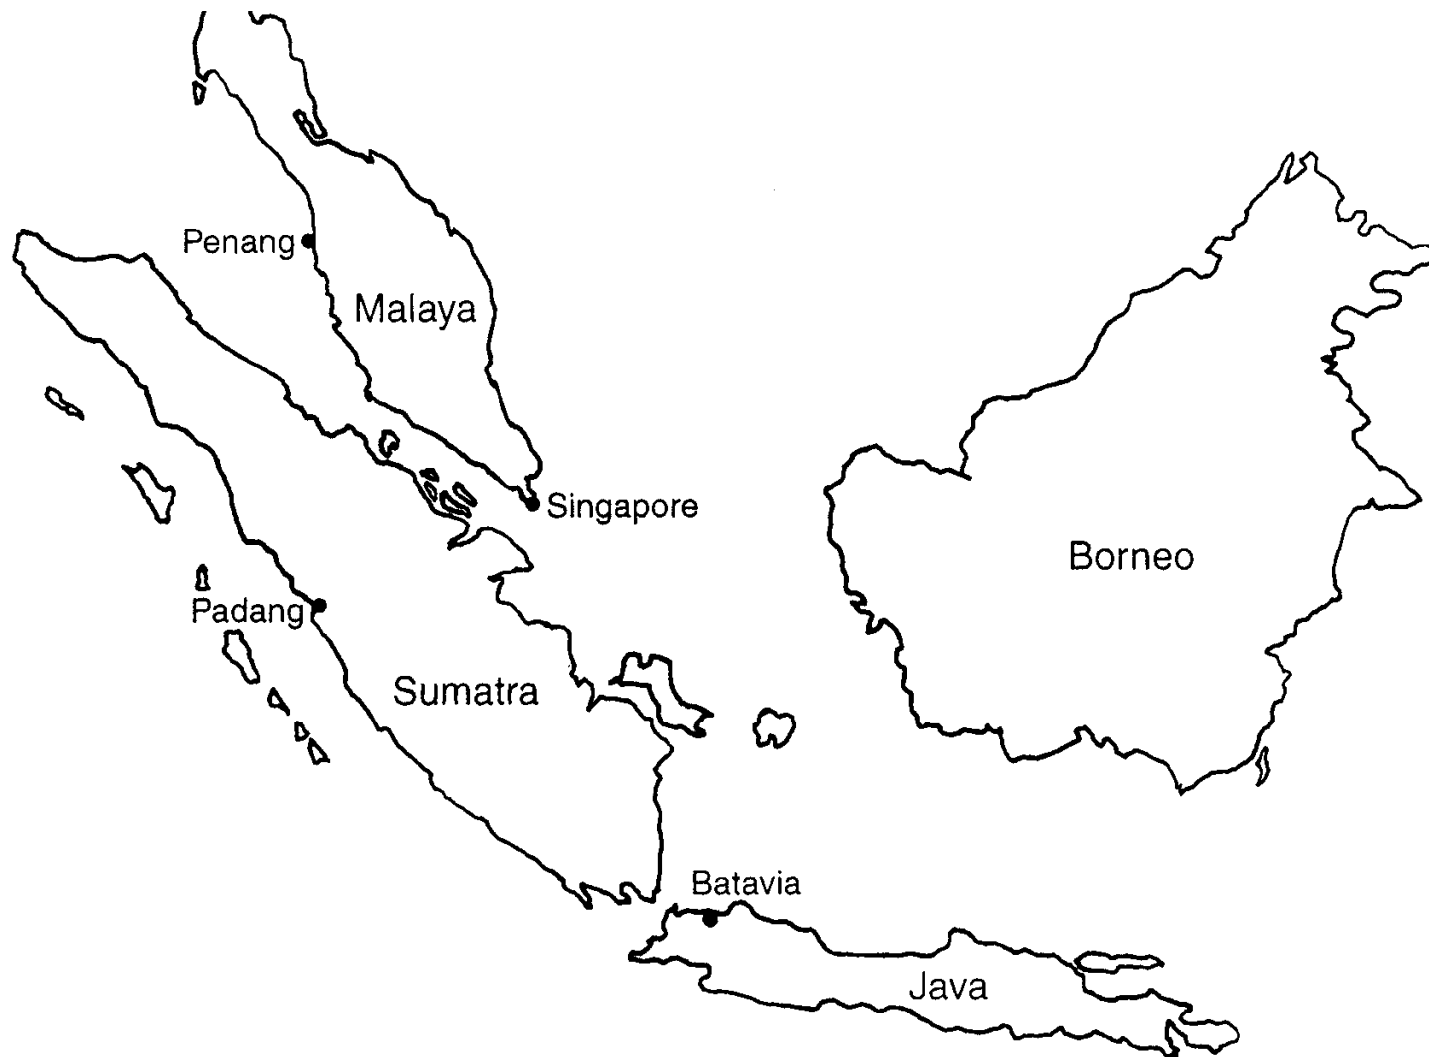 Penang
Malaya
Singapore
Borneo
Padang
Sumatra
Batavia
Java